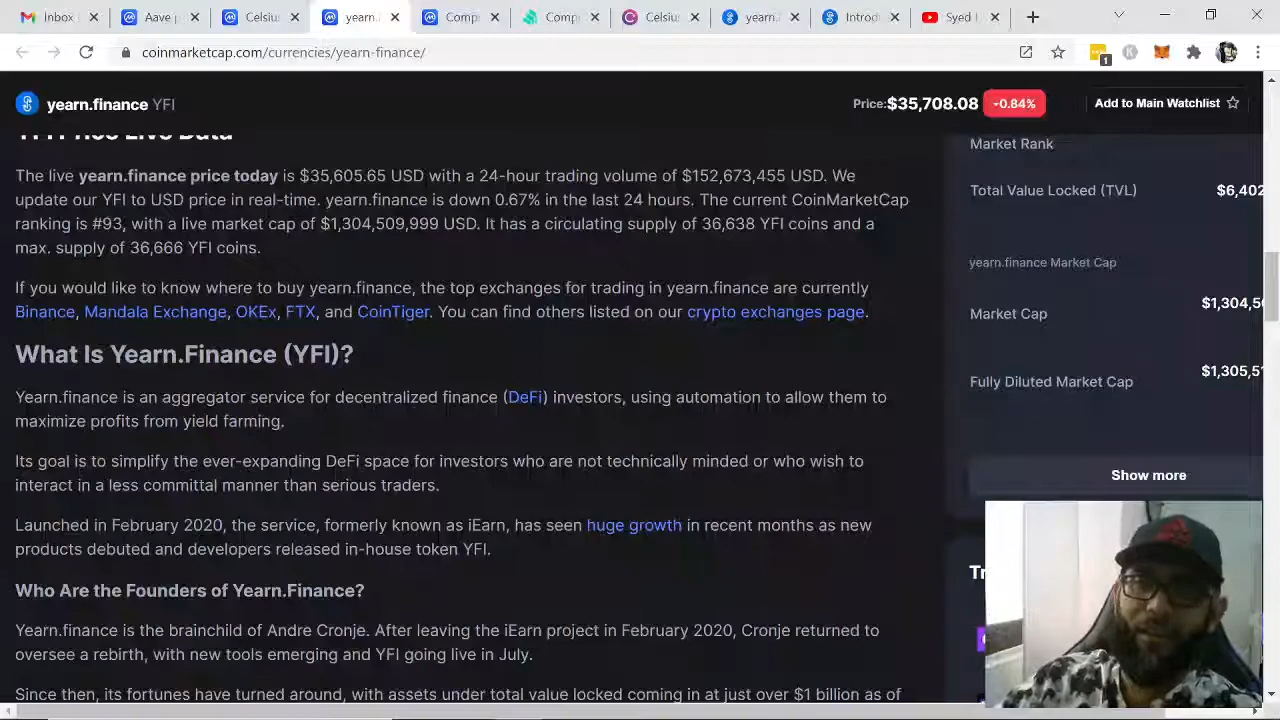 Inbox
Aave p
Celsiu
yearn.
Comp
Comp
Celsiu
yearn
Introd
Syed
coinmarketcap.com/currencies/yearn-finance/
1
yearn.finance YFI
Price:$35,708.08 -0.84%
Add to Main Watchlist
YFI Price Live Data
The live yearn.finance price today is $35,605.65 USD with a 24-hour trading volume of $152,673,455 USD. We
update our YFI to USD price in real-time. yearn.finance is down 0.67% in the last 24 hours. The current CoinMarketCap
ranking is #93, with a live market cap of $1,304,509,999 USD. It has a circulating supply of 36,638 YFI coins and a
max. supply of 36,666 YFI coins.
If you would like to know where to buy yearn.finance, the top exchanges for trading in yearn.finance are currently
Binance, Mandala Exchange, OKEx, FTX, and CoinTiger. You can find others listed on our crypto exchanges page.
What Is Yearn.Finance (YFI)?
Yearn.finance is an aggregator service for decentralized finance (DeFi) investors, using automation to allow them to
maximize profits from yield farming.
Its goal is to simplify the ever-expanding DeFi space for investors who are not technically minded or who wish to
interact in a less committal manner than serious traders.
Launched in February 2020, the service, formerly known as iEarn, has seen huge growth in recent months as new
products debuted and developers released in-house token YFI.
Who Are the Founders of Yearn.Finance?
Yearn.finance is the brainchild of Andre Cronje. After leaving the iEarn project in February 2020, Cronje returned to
oversee a rebirth, with new tools emerging and YFI going live in July.
Since then, its fortunes have turned around, with assets under total value locked coming in at just over $1 billion as of
Market Rank
Total Value Locked (TVL) $6,402
yearn.finance Market Cap
Market Cap $1,304,5
Fully Diluted Market Cap $1,305,51
Show more
Tr